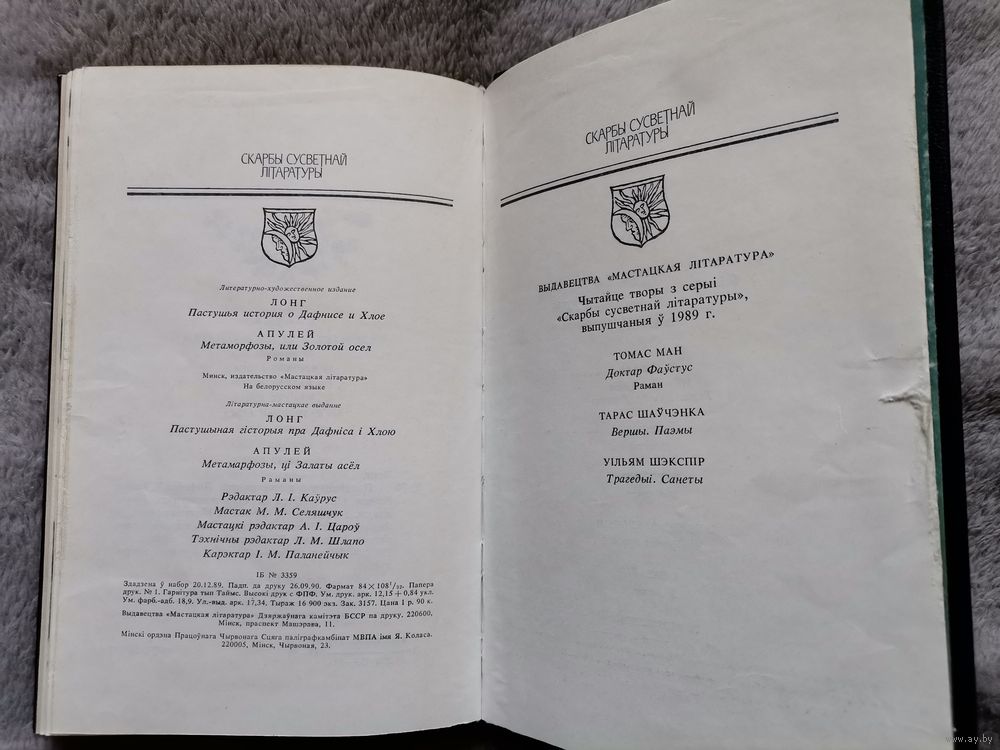 СКАРБЫ СУСВЕТНАЙ
ЛІТАРАТУРЫ
Литературно-художественное издание
ЛОНГ
Пастушья история о Дафнисе и Хлое
АПУЛЕЙ
Метаморфозы, или Золотой осел
Романы
Минск, издательство «Мастацкая літаратура»
На белорусском языке
Літаратурна-мастацкае выданне
ЛОНГ
Пастушыная гісторыя пра Дафніса і Хлою
АПУЛЕЙ
Метамарфозы, ці Залаты асёл
Раманы
Рэдактар Л. І. Каўрус
Мастак М. М. Селяшчук
Мастацкі рэдактар А. І. Цароў
Тэхнічны рэдактар Л. М. Шлапо
Карэктар І. М. Паланейчык
ІБ № 3359
Здадзена ў набор 20.12.89. Падп. да друку 26.09.90. Фармат 84×108¹/₃₂. Папера
друк. № 1. Гарнітура тып Таймс. Высокі друк с ФПФ. Ум. друк. арк. 12,15+0,84 укл.
Ум. фарб.-адб. 18,9. Ул.-выд. арк. 17,34. Тыраж 16 900 экз. Зак. 3157. Цана 1 р. 90 к.
Выдавецтва «Мастацкая літаратура» Дзяржаўнага камітэта БССР па друку. 220600.
Мінск, праспект Машэрава, 11.
Мінскі ордэна Працоўнага Чырвонага Сцяга паліграфкамбінат МВПА імя Я. Коласа.
220005, Мінск, Чырвоная, 23.
СКАРБЫ СУСВЕТНАЙ
ЛІТАРАТУРЫ
ВЫДАВЕЦТВА «МАСТАЦКАЯ ЛІТАРАТУРА»
Чытайце творы з серыі
«Скарбы сусветнай літаратуры»,
выпушчаныя ў 1989 г.
ТОМАС МАН
Доктар Фаўстус
Раман
ТАРАС ШАЎЧЭНКА
Вершы. Паэмы
УІЛЬЯМ ШЭКСПІР
Трагедыі. Санеты
www.ay.by